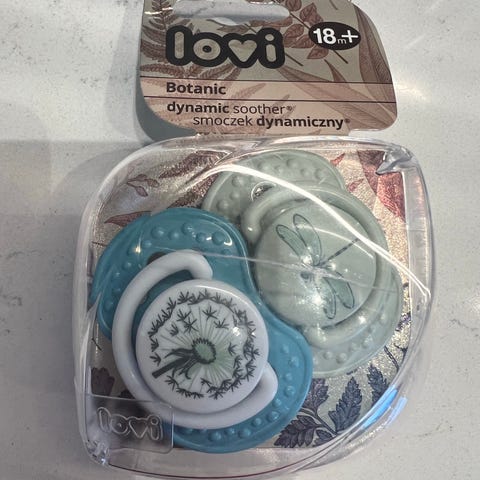 lovi
18m+
Botanic
dynamic soother®
smoczek dynamiczny®
lovi